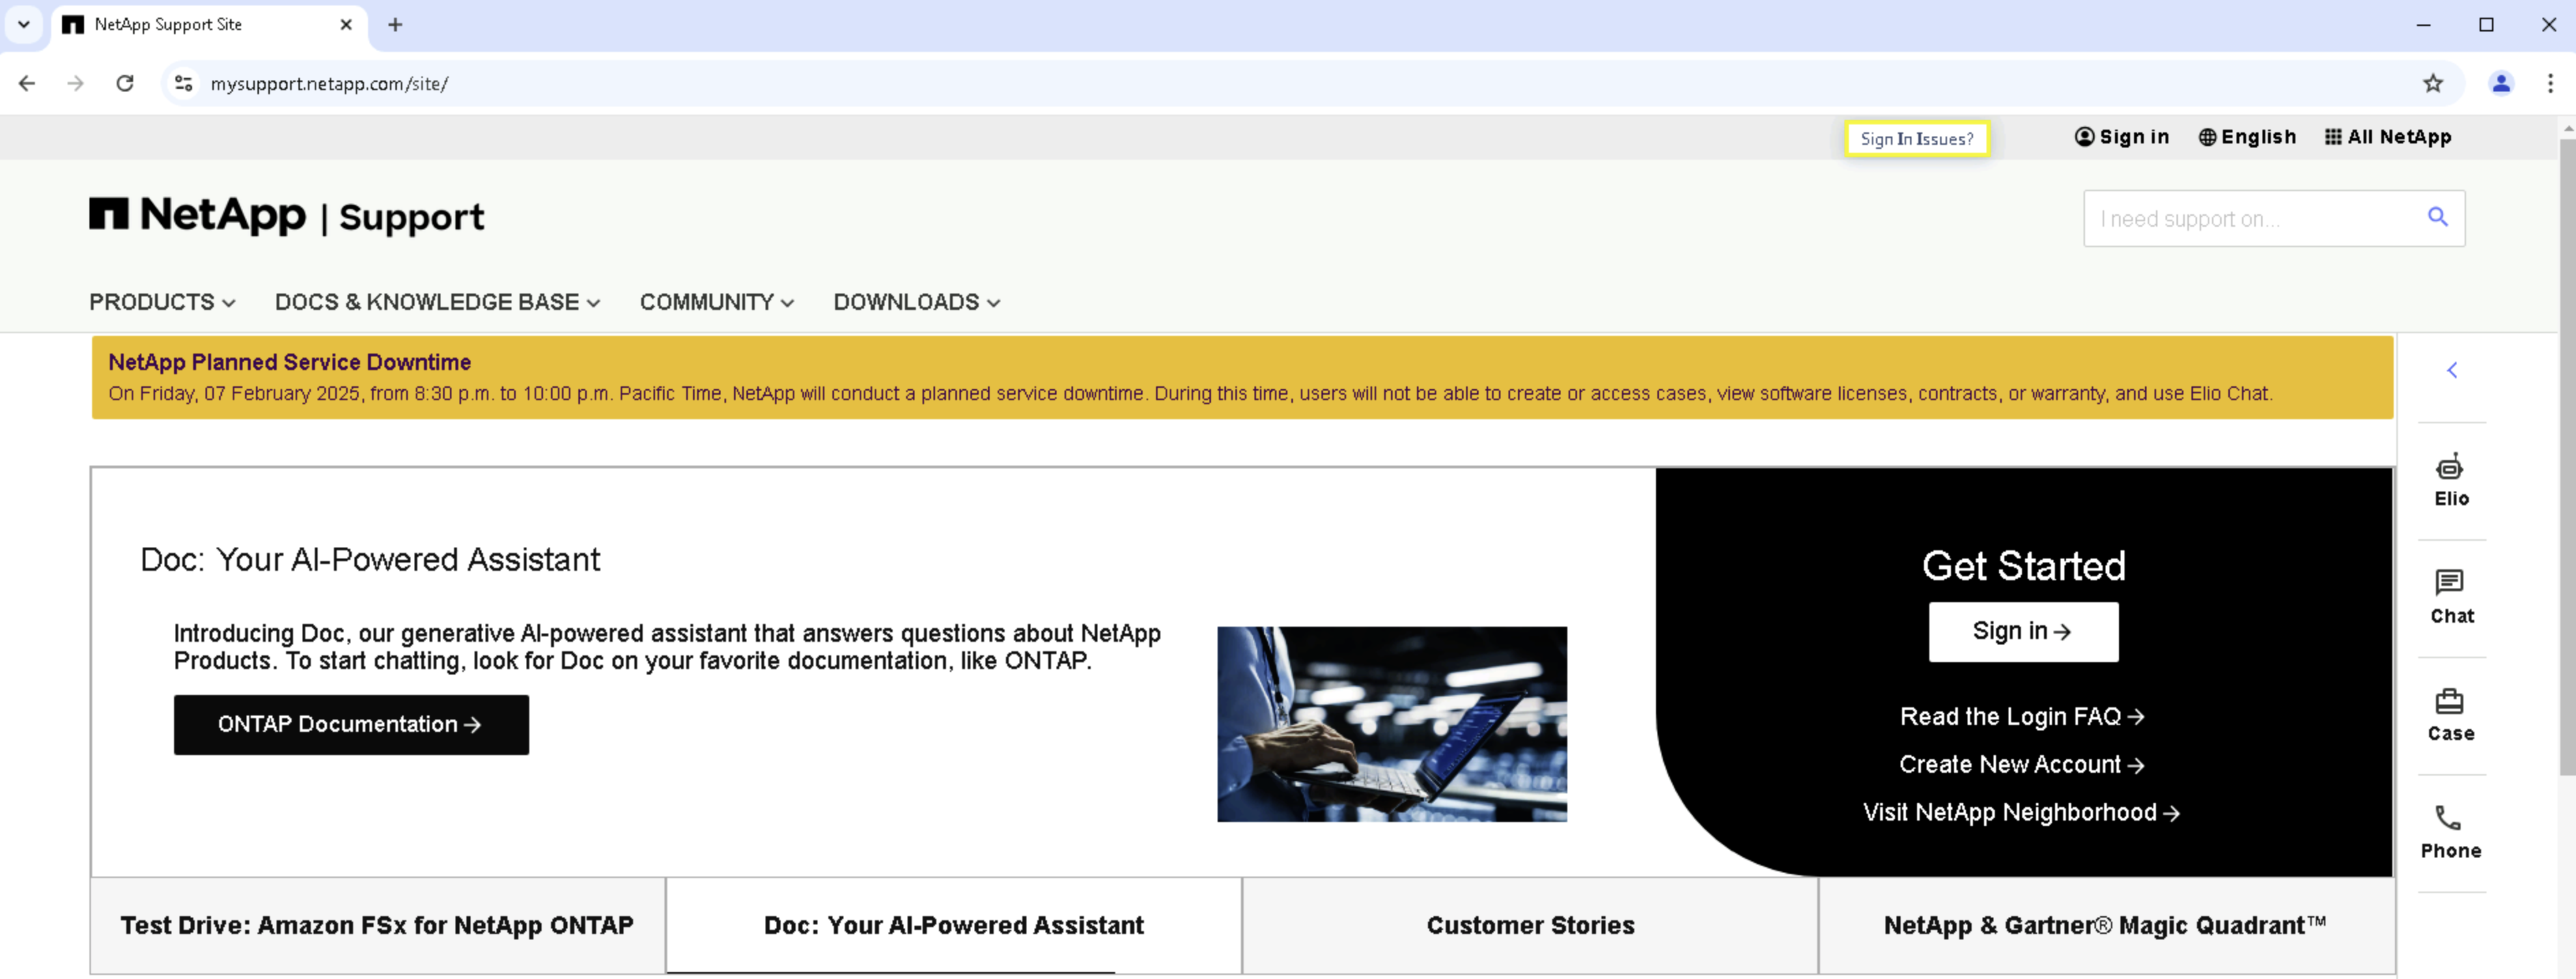 NetApp Support Site
mysupport.netapp.com/site/
Sign In Issues?
Sign in
English
All NetApp
NetApp | Support
I need support on...
PRODUCTS
DOCS & KNOWLEDGE BASE
COMMUNITY
DOWNLOADS
NetApp Planned Service Downtime
On Friday, 07 February 2025, from 8:30 p.m. to 10:00 p.m. Pacific Time, NetApp will conduct a planned service downtime. During this time, users will not be able to create or access cases, view software licenses, contracts, or warranty, and use Elio Chat.
Doc: Your AI-Powered Assistant
Introducing Doc, our generative AI-powered assistant that answers questions about NetApp
Products. To start chatting, look for Doc on your favorite documentation, like ONTAP.
ONTAP Documentation →
Get Started
Sign in →
Read the Login FAQ →
Create New Account →
Visit NetApp Neighborhood →
Elio
Chat
Case
Phone
Test Drive: Amazon FSx for NetApp ONTAP
Doc: Your AI-Powered Assistant
Customer Stories
NetApp & Gartner® Magic Quadrant™